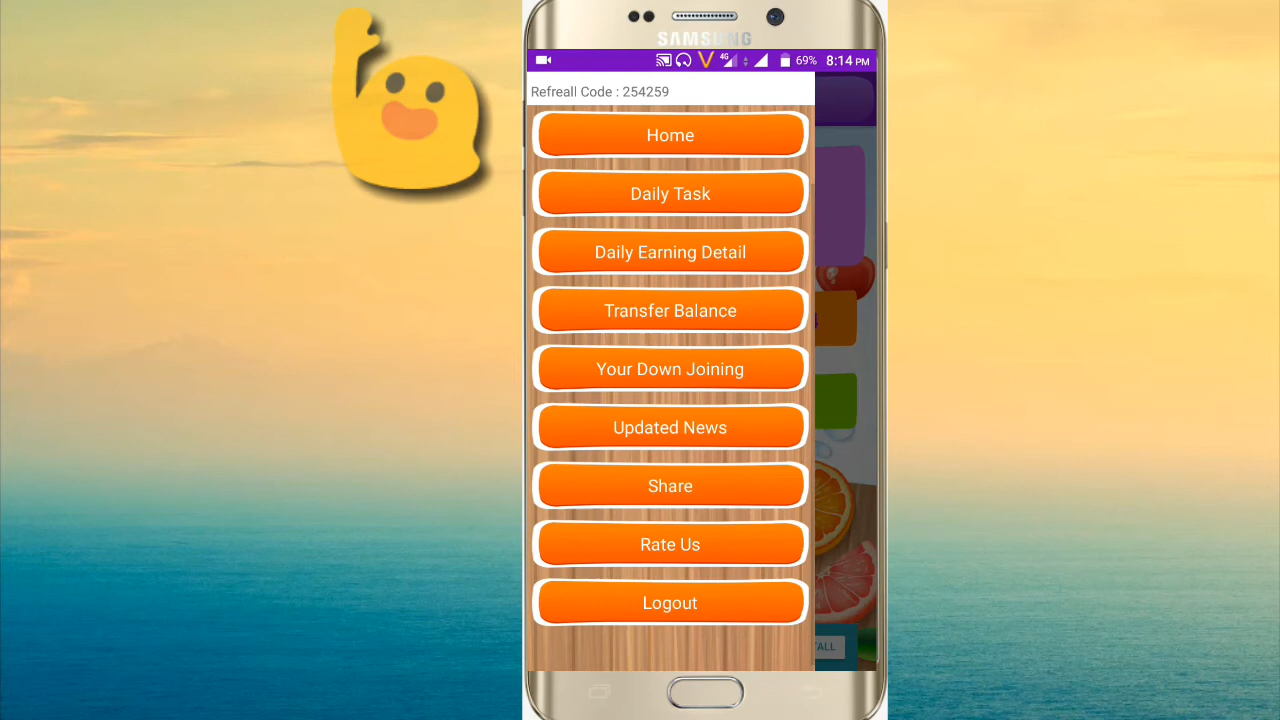 SAMSUNG
4G
69%
8:14 PM
Refreall Code : 254259
Home
Daily Task
Daily Earning Detail
Transfer Balance
Your Down Joining
Updated News
Share
Rate Us
Logout